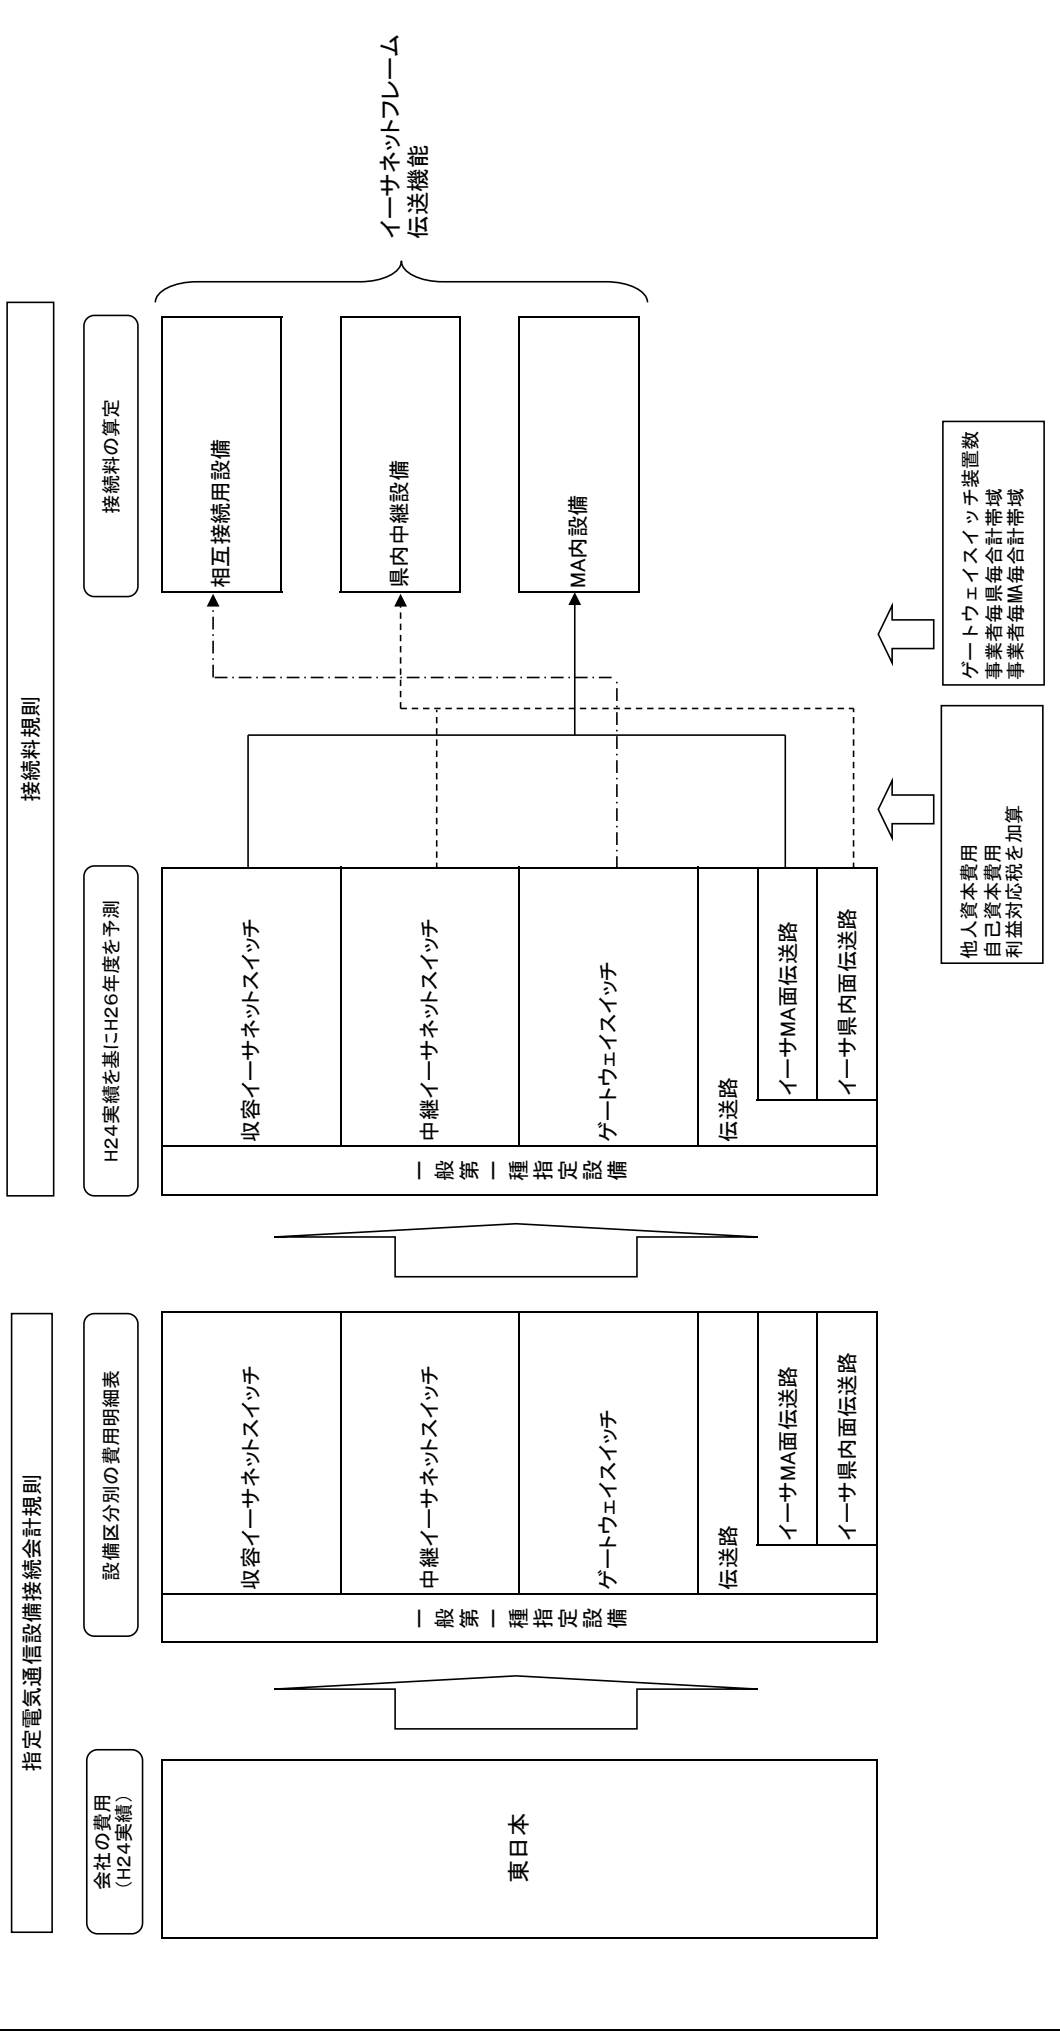 指定電気通信設備接続会計規則
接続料規則
会社の費用
（H24実績）
設備区分別の費用明細表
H24実績を基にH26年度を予測
接続料の算定
東日本
一般第一種指定設備
収容イーサネットスイッチ
中継イーサネットスイッチ
ゲートウェイスイッチ
伝送路
イーサMA面伝送路
イーサ県内面伝送路
一般第一種指定設備
収容イーサネットスイッチ
中継イーサネットスイッチ
ゲートウェイスイッチ
伝送路
イーサMA面伝送路
イーサ県内面伝送路
相互接続用設備
県内中継設備
MA内設備
イーサネットフレーム
伝送機能
他人資本費用
自己資本費用
利益対応税を加算
ゲートウェイスイッチ装置数
事業者毎県毎合計帯域
事業者毎MA毎合計帯域